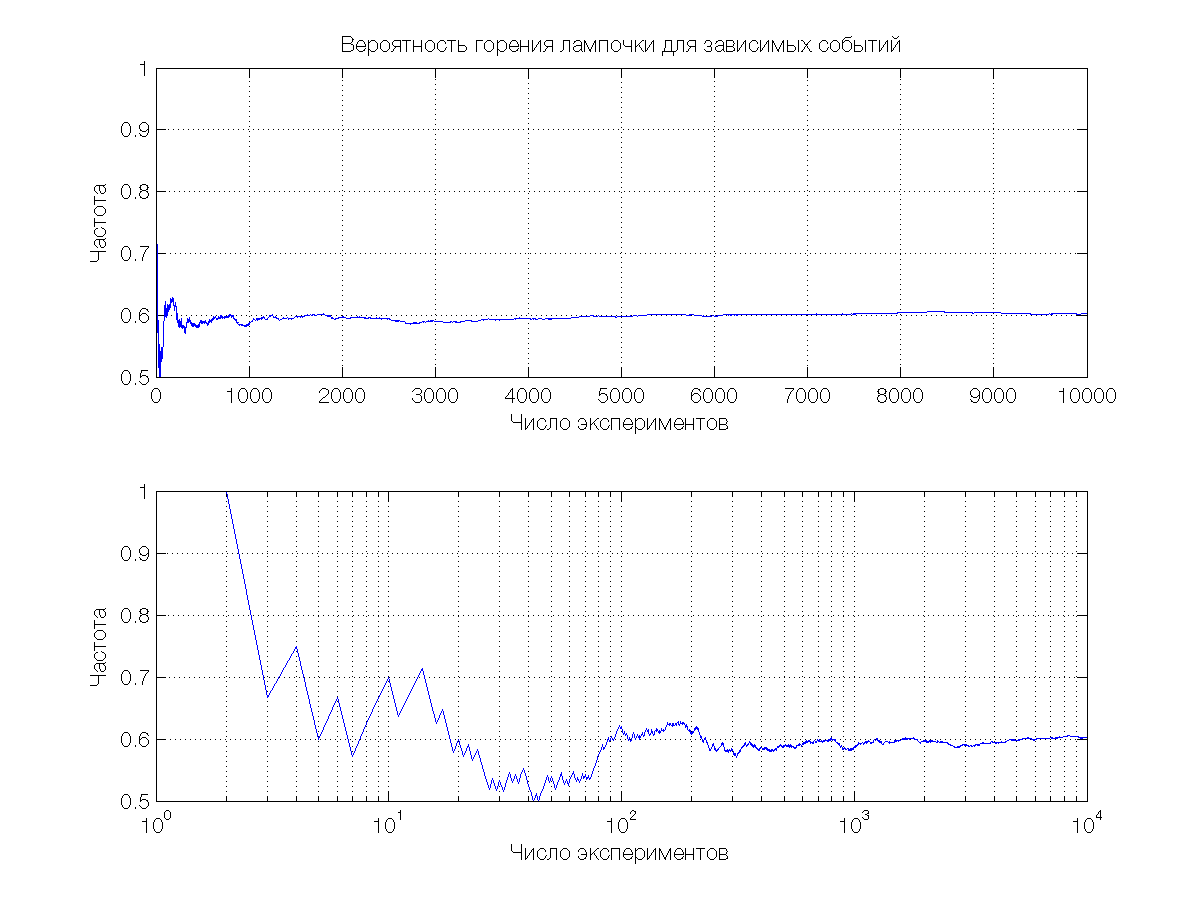 Вероятность горения лампочки для зависимых событий
1
0.9
0.8
0.7
0.6
0.5
Частота
0 1000 2000 3000 4000 5000 6000 7000 8000 9000 10000
Число экспериментов
1
0.9
0.8
0.7
0.6
0.5
Частота
10^0 10^1 10^2 10^3 10^4
Число экспериментов